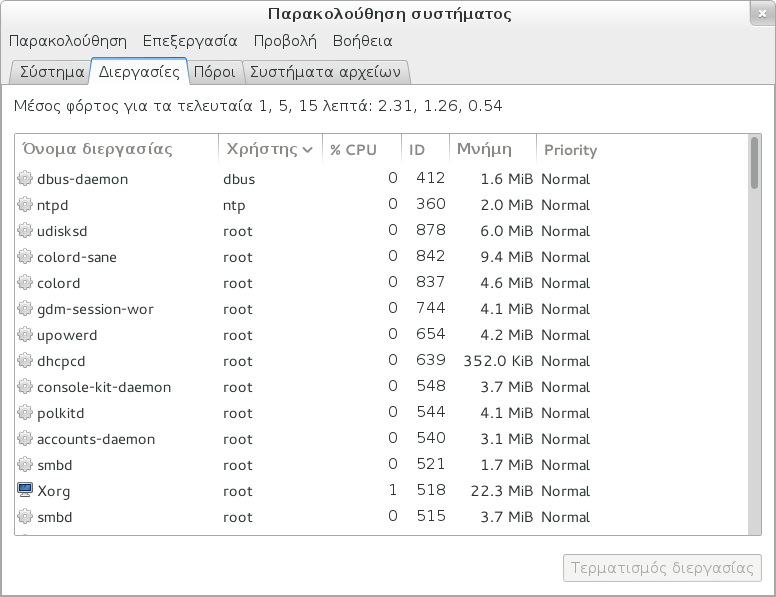 Παρακολούθηση συστήματος
Παρακολούθηση Επεξεργασία Προβολή Βοήθεια
Σύστημα Διεργασίες Πόροι Συστήματα αρχείων
Μέσος φόρτος για τα τελευταία 1, 5, 15 λεπτά: 2.31, 1.26, 0.54
Όνομα διεργασίας Χρήστης % CPU ID Μνήμη Priority
dbus-daemon dbus 0 412 1.6 MiB Normal
ntpd ntp 0 360 2.0 MiB Normal
udisksd root 0 878 6.0 MiB Normal
colord-sane root 0 842 9.4 MiB Normal
colord root 0 837 4.6 MiB Normal
gdm-session-wor root 0 744 4.1 MiB Normal
upowerd root 0 654 4.2 MiB Normal
dhcpcd root 0 639 352.0 KiB Normal
console-kit-daemon root 0 548 3.7 MiB Normal
polkitd root 0 544 4.1 MiB Normal
accounts-daemon root 0 540 3.1 MiB Normal
smbd root 0 521 1.7 MiB Normal
Xorg root 1 518 22.3 MiB Normal
smbd root 0 515 3.7 MiB Normal
Τερματισμός διεργασίας